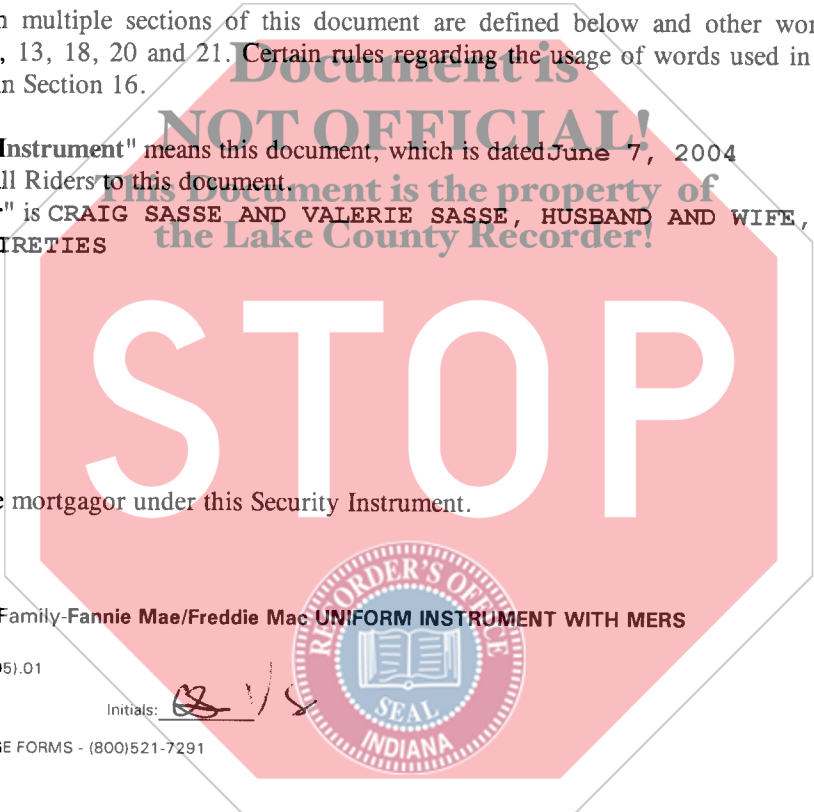 multiple sections of this document are defined below and other
13, 18, 20 and 21. Certain rules regarding the usage of words used in
Document is
in Section 16.
NOT OFFICIAL!
Instrument" means this document, which is dated June 7, 2004
all Riders to this document.
This Document is the property of
" is CRAIG SASSE AND VALERIE SASSE, HUSBAND AND WIFE,
the Lake County Recorder!
STOP
mortgagor under this Security Instrument.
RECORDER'S OFFICE
Family-Fannie Mae/Freddie Mac UNIFORM INSTRUMENT WITH MERS
5).01
Initials:
SEAL
INDIANA
FORMS - (800)521-7291